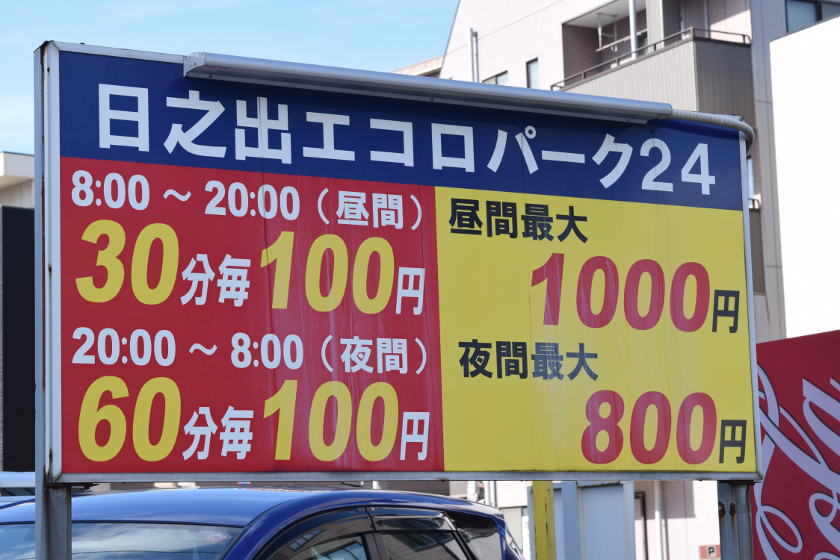 日之出エコロパーク24
8:00 ～ 20:00（昼間）
30分毎100円
20:00 ～ 8:00（夜間）
60分毎100円
昼間最大
1000円
夜間最大
800円
P